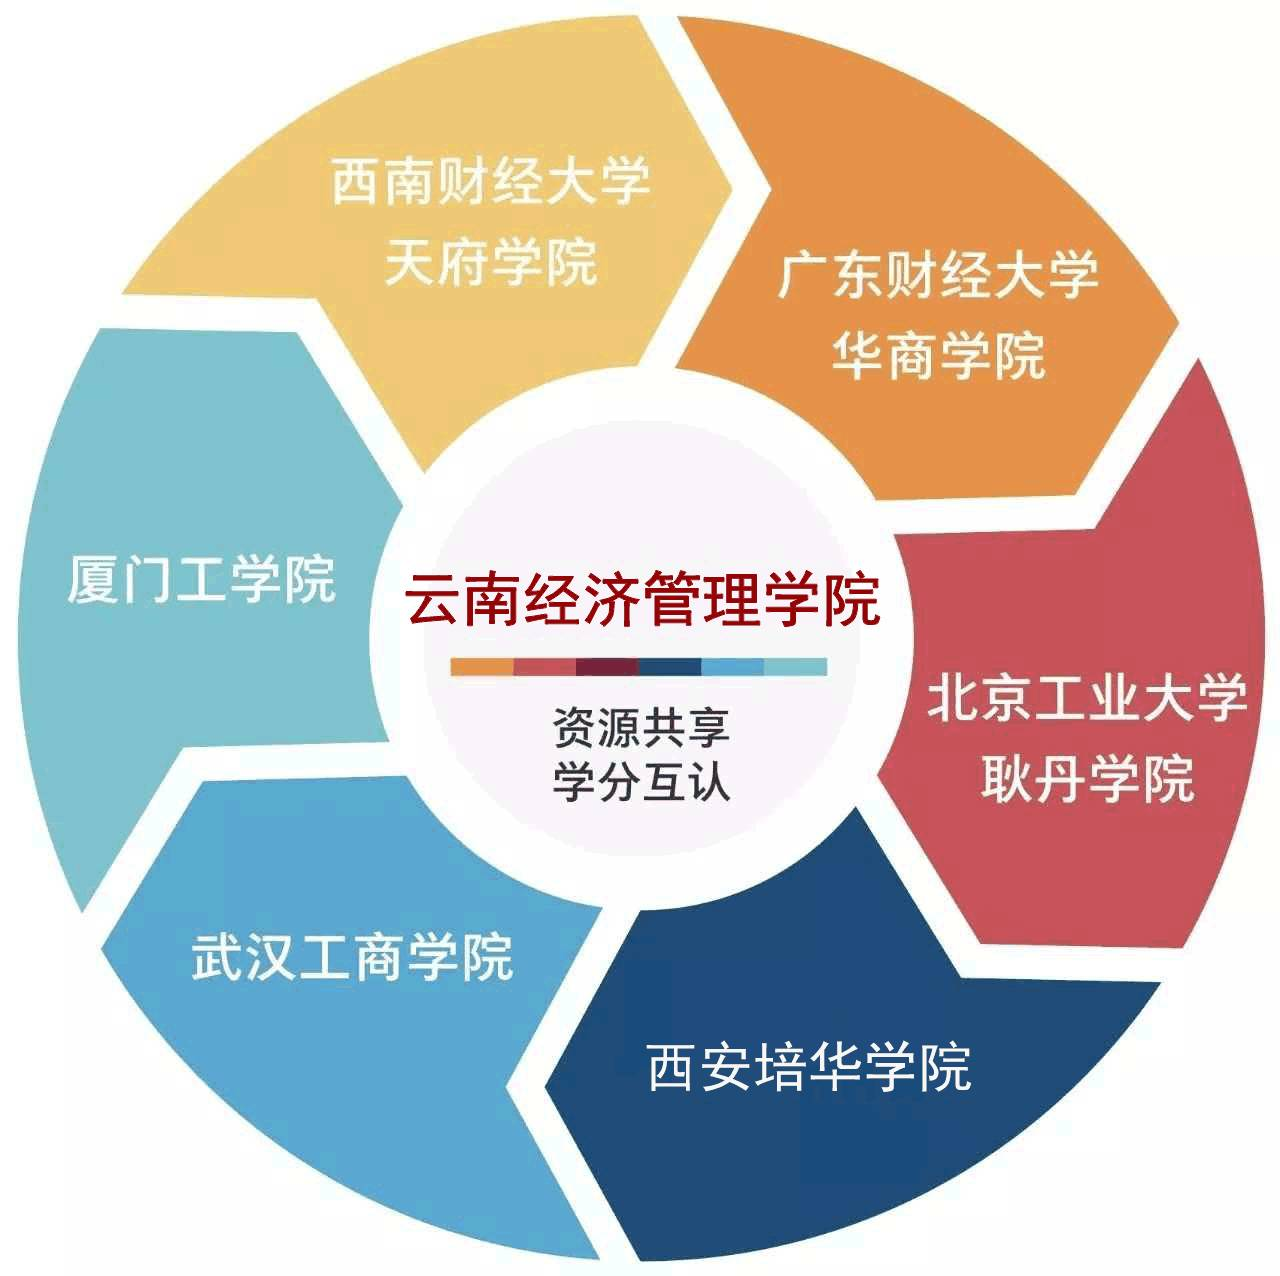 西南财经大学
天府学院
广东财经大学
华商学院
北京工业大学
耿丹学院
西安培华学院
武汉工商学院
厦门工学院
云南经济管理学院
资源共享
学分互认